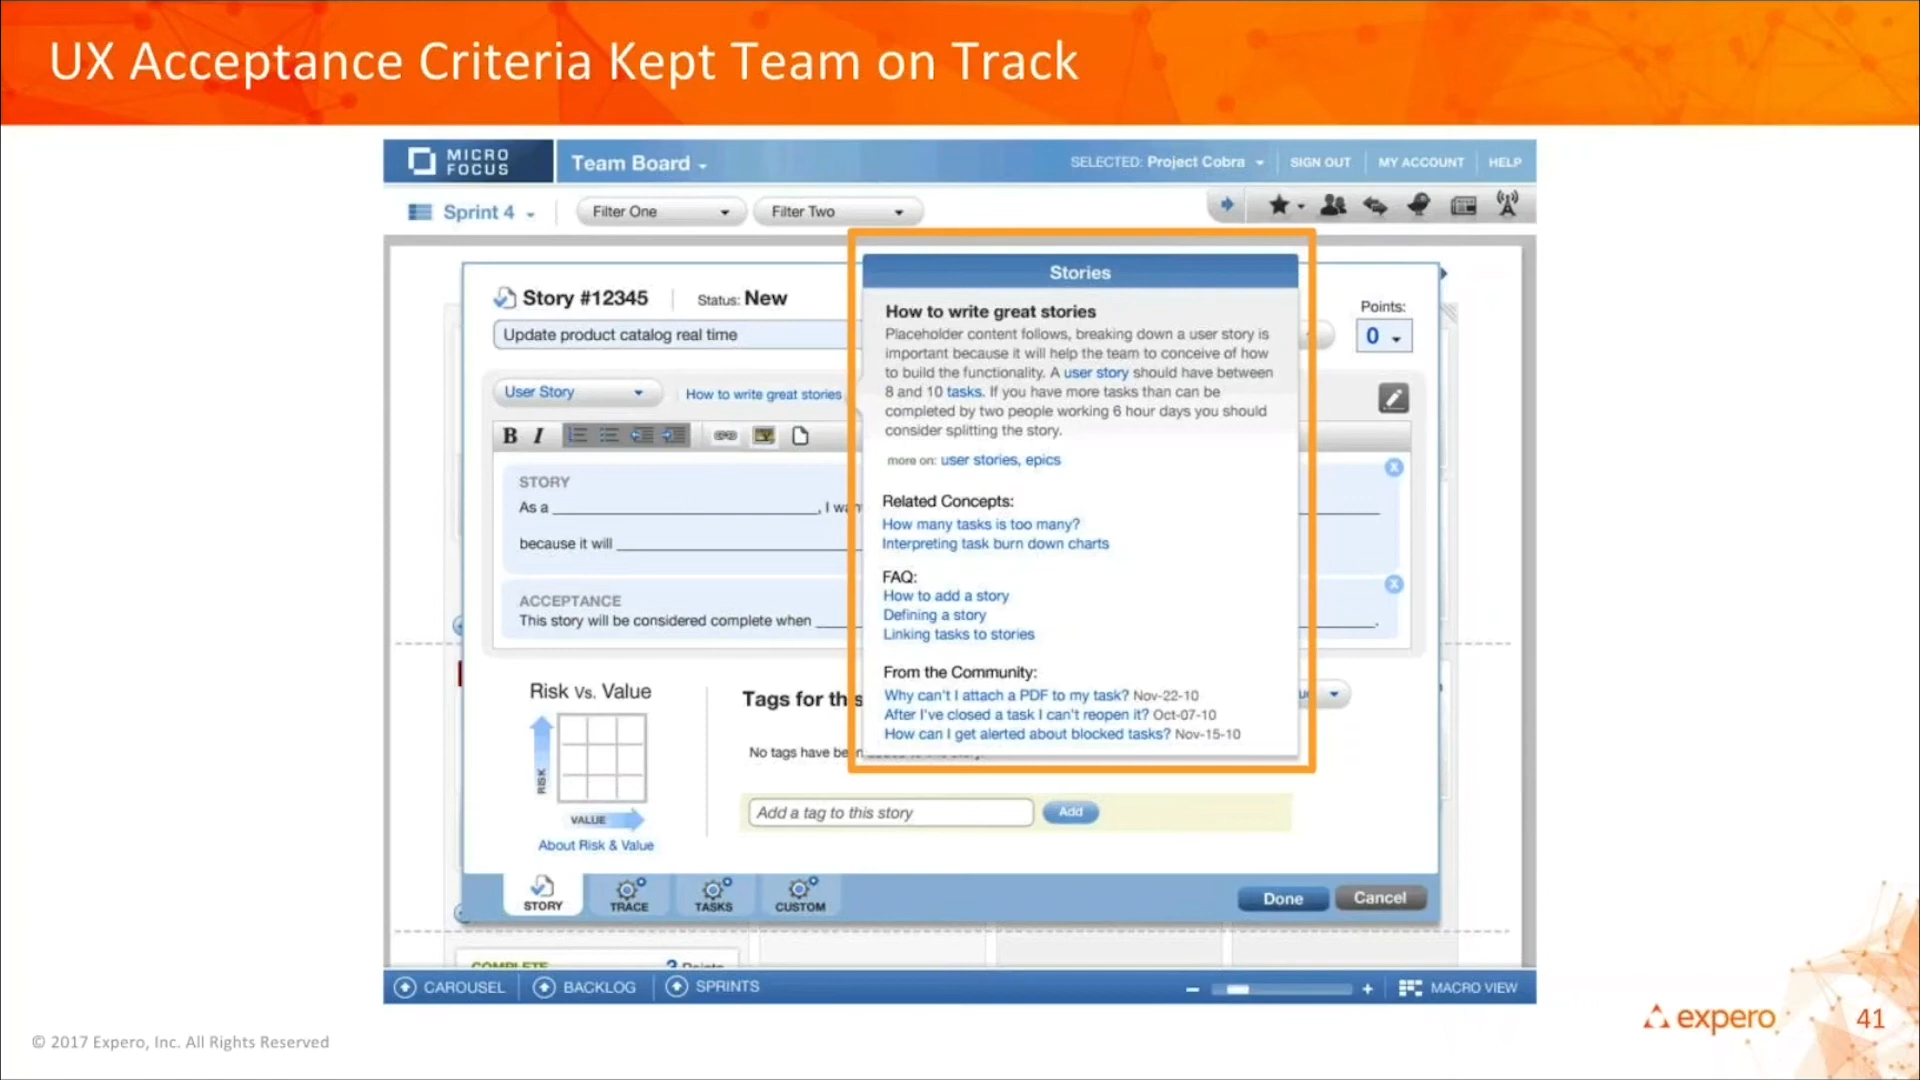 UX Acceptance Criteria Kept Team on Track
MICRO
FOCUS
Team Board
SELECTED: Project Cobra
SIGN OUT
MY ACCOUNT
HELP
Sprint 4
Filter One
Filter Two
Story #12345
Status: New
Update product catalog real time
Points:
0
User Story
How to write great stories
B I
STORY
As a ____, I
because it will ____
ACCEPTANCE
This story will be considered complete when ____.
Stories
How to write great stories
Placeholder content follows, breaking down a user story is
important because it will help the team to conceive of how
to build the functionality. A user story should have between
8 and 10 tasks. If you have more tasks than can be
completed by two people working 6 hour days you should
consider splitting the story.
more on: user stories, epics
Related Concepts:
How many tasks is too many?
Interpreting task burn down charts
FAQ:
How to add a story
Defining a story
Linking tasks to stories
From the Community:
Why can't I attach a PDF to my task? Nov-22-10
After I've closed a task I can't reopen it? Oct-07-10
How can I get alerted about blocked tasks? Nov-15-10
Risk vs. Value
RISK
VALUE
About Risk & Value
Tags for this
No tags have been
Add a tag to this story
Add
STORY
TRACE
TASKS
CUSTOM
Done
Cancel
COMPLETE
Points
CAROUSEL
BACKLOG
SPRINTS
MACRO VIEW
© 2017 Expero, Inc. All Rights Reserved
expero
41